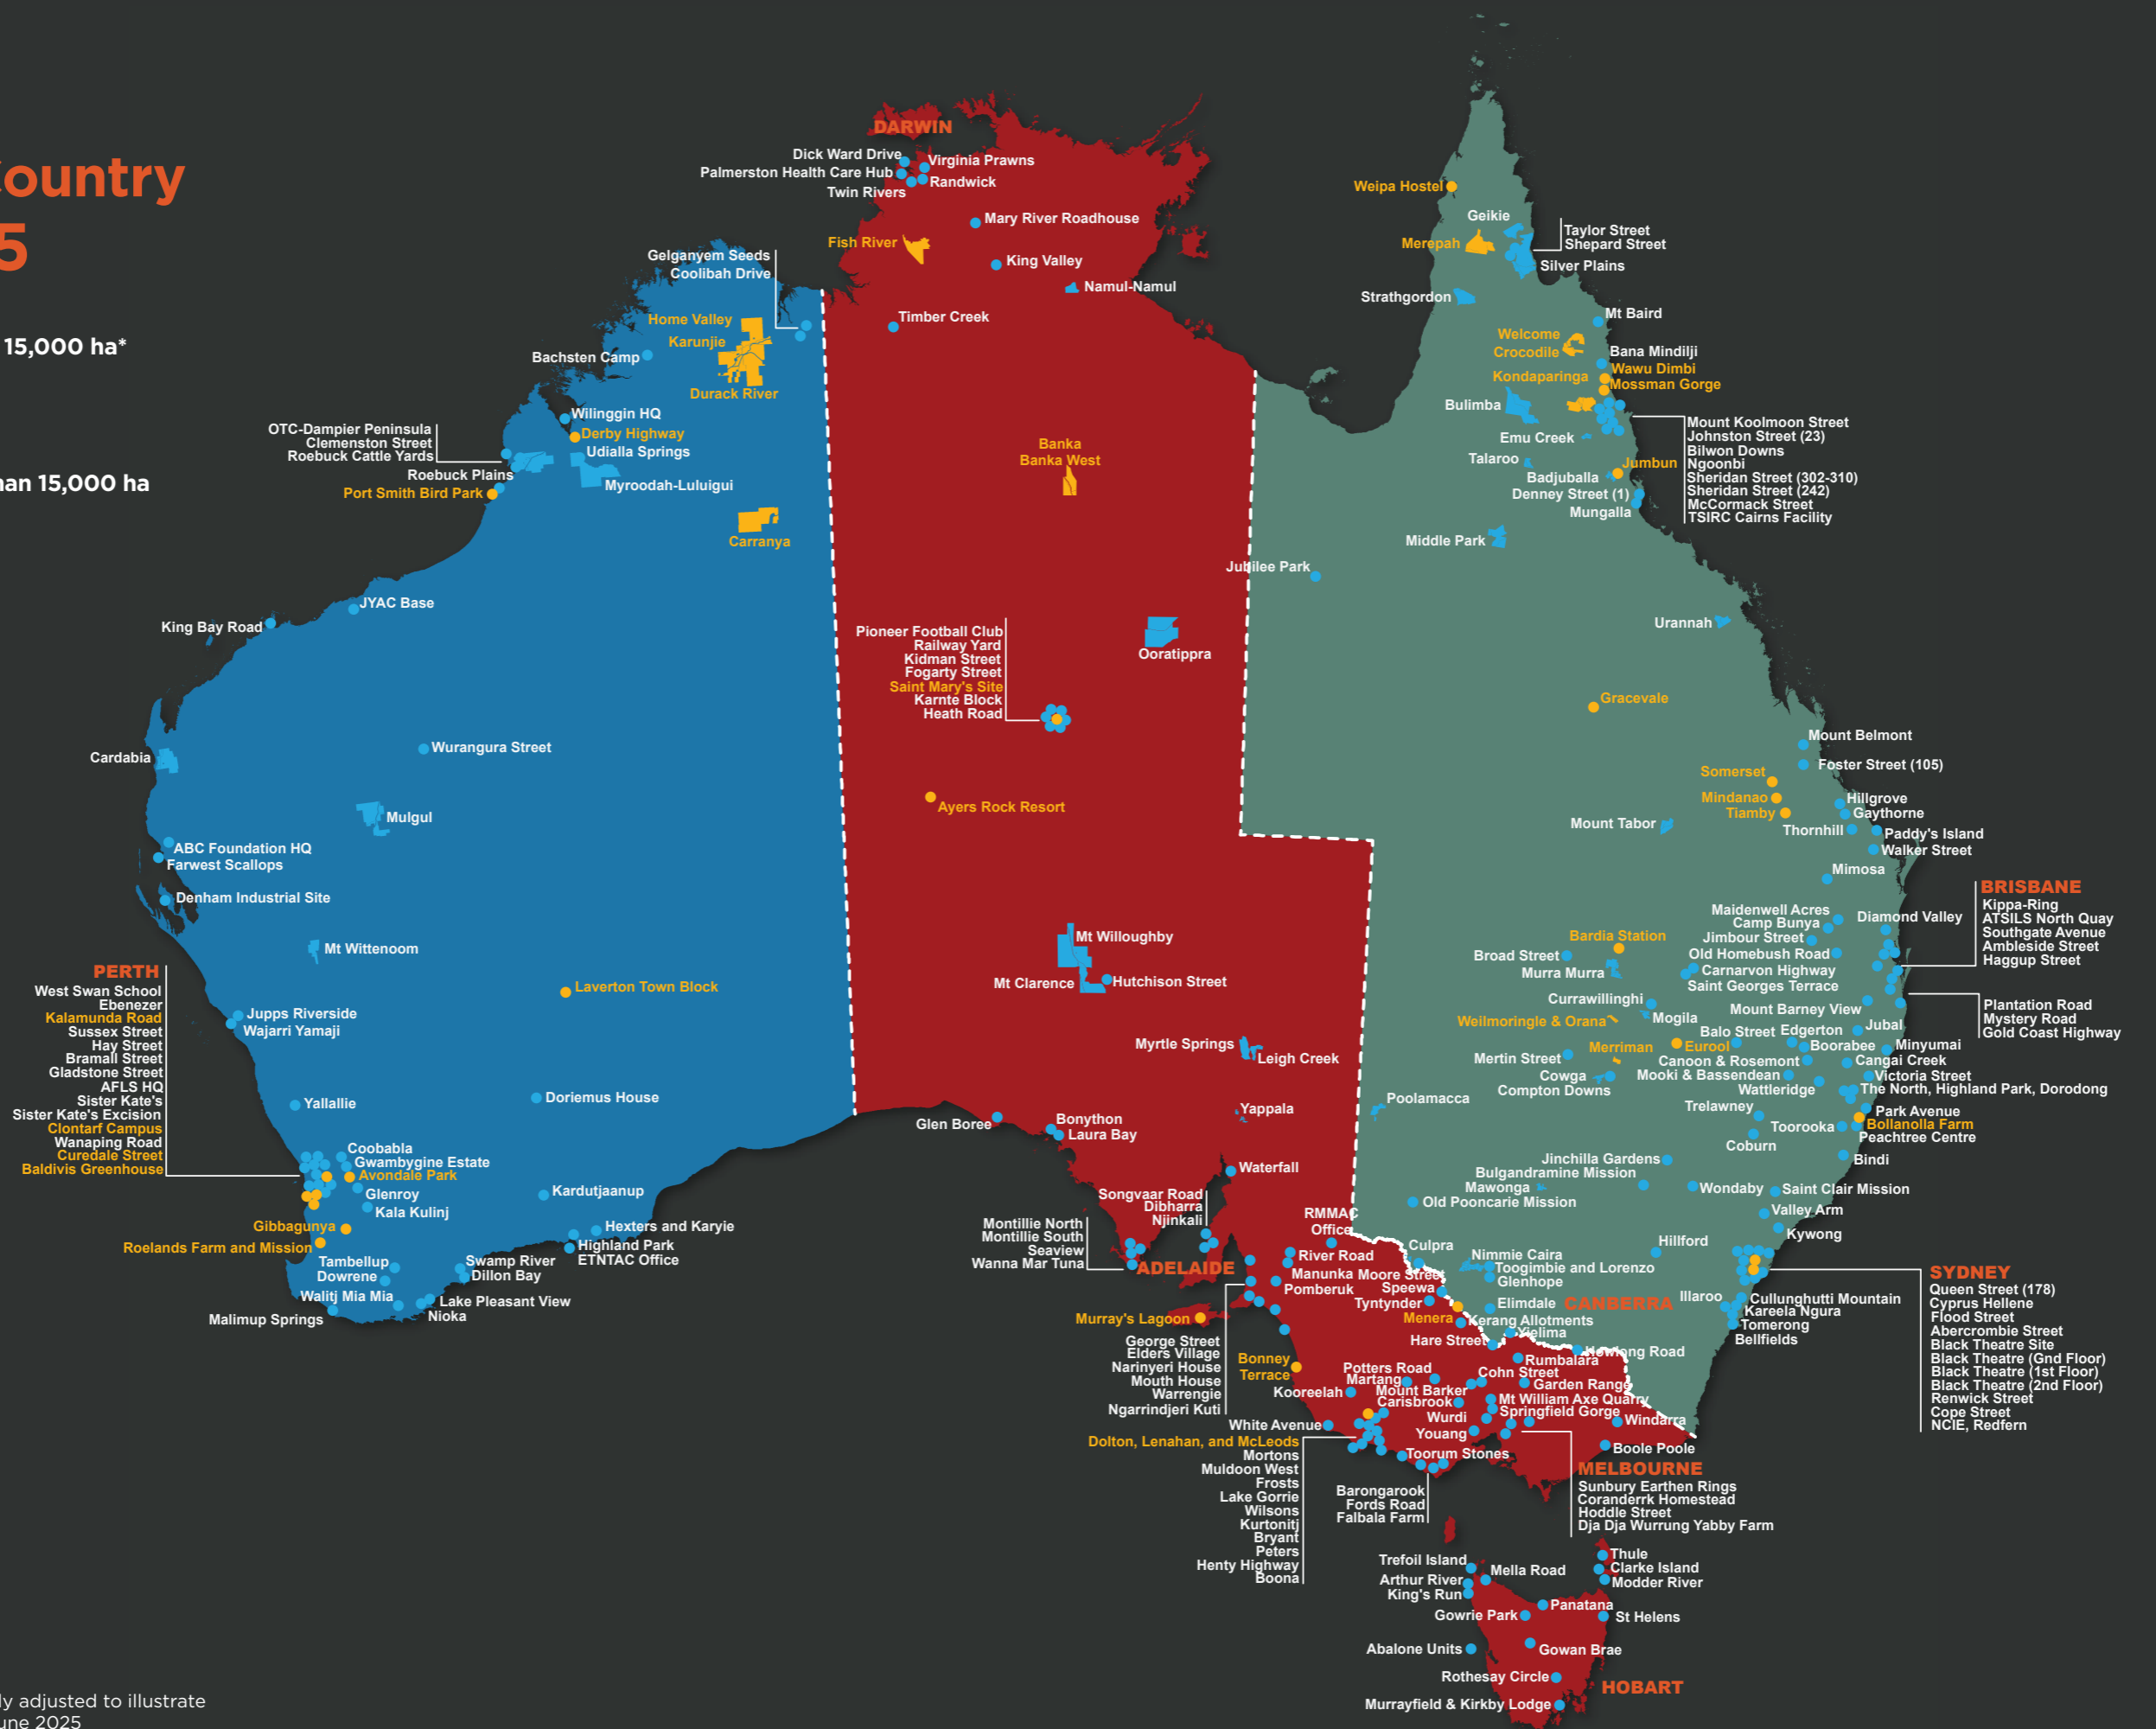 Country
5
15,000 ha*
than 15,000 ha
DARWIN
Dick Ward Drive
Virginia Prawns
Palmerston Health Care Hub
Randwick
Twin Rivers
Mary River Roadhouse
Fish River
King Valley
Namul-Namul
Timber Creek
Gelganyem Seeds
Coolibah Drive
Home Valley
Karunjie
Bachsten Camp
Durack River
Wilinggin HQ
Derby Highway
OTC-Dampier Peninsula
Clemenston Street
Roebuck Cattle Yards
Udialla Springs
Roebuck Plains
Myroodah-Luluigui
Port Smith Bird Park
Carranya
JYAC Base
King Bay Road
Wurangura Street
Cardabia
Mulgul
ABC Foundation HQ
Farwest Scallops
Denham Industrial Site
Mt Wittenoom
Laverton Town Block
Jupps Riverside
Wajarri Yamaji
PERTH
West Swan School
Ebenezer
Kalamunda Road
Sussex Street
Hay Street
Bramall Street
Gladstone Street
AFLS HQ
Sister Kate's
Sister Kate's Excision
Clontarf Campus
Wanaping Road
Curedale Street
Baldivis Greenhouse
Yallallie
Doriemus House
Coobabla
Gwambygine Estate
Avondale Park
Glenroy
Kala Kulinj
Kardutjaanup
Gibbagunya
Roelands Farm and Mission
Hexters and Karyie
Highland Park
ETNTAC Office
Tambellup
Dowrene
Swamp River
Dillon Bay
Walitj Mia Mia
Lake Pleasant View
Nioka
Malimup Springs
Banka
Banka West
Ooratippra
Pioneer Football Club
Railway Yard
Kidman Street
Fogarty Street
Saint Mary's Site
Karnte Block
Heath Road
Ayers Rock Resort
Mt Willoughby
Mt Clarence
Hutchison Street
Myrtle Springs
Leigh Creek
Yappala
Glen Boree
Bonython
Laura Bay
Waterfall
Songvaar Road
Dibharra
Njinkali
Montillie North
Montillie South
Seaview
Wanna Mar Tuna
ADELAIDE
RMMAC
Office
River Road
Manunka
Pomberuk
Murray's Lagoon
George Street
Elders Village
Narinyeri House
Mouth House
Warrengie
Ngarrindjeri Kuti
Bonney
Terrace
Weipa Hostel
Geikie
Taylor Street
Shepard Street
Merepah
Silver Plains
Strathgordon
Mt Baird
Welcome
Crocodile
Bana Mindilji
Wawu Dimbi
Kondaparinga
Mossman Gorge
Bulimba
Mount Koolmoon Street
Johnston Street (23)
Bilwon Downs
Ngoonbi
Sheridan Street (302-310)
Sheridan Street (242)
McCormack Street
TSIRC Cairns Facility
Emu Creek
Talaroo
Jumbun
Badjuballa
Denney Street (1)
Mungalla
Middle Park
Jubilee Park
Urannah
Gracevale
Mount Belmont
Foster Street (105)
Somerset
Mindanao
Tiamby
Hillgrove
Gaythorne
Thornhill
Paddy's Island
Mount Tabor
Walker Street
Mimosa
BRISBANE
Kippa-Ring
ATSILS North Quay
Southgate Avenue
Ambleside Street
Haggup Street
Maidenwell Acres
Camp Bunya
Diamond Valley
Bardia Station
Jimbour Street
Broad Street
Old Homebush Road
Murra Murra
Carnarvon Highway
Saint Georges Terrace
Currawillinghi
Mount Barney View
Plantation Road
Mystery Road
Gold Coast Highway
Weilmoringle & Orana
Mogila
Balo Street
Edgerton
Jubal
Merriman
Eurool
Boorabee
Minyumai
Mertin Street
Canoon & Rosemont
Cangai Creek
Cowga
Mooki & Bassendean
Victoria Street
Compton Downs
Wattleridge
The North, Highland Park, Dorodong
Poolamacca
Trelawney
Park Avenue
Toorooka
Bollanolla Farm
Coburn
Peachtree Centre
Bindi
Jinchilla Gardens
Bulgandramine Mission
Mawonga
Wondaby
Saint Clair Mission
Old Pooncarie Mission
Valley Arm
Kywong
Hillford
Culpra
Nimmie Caira
Toogimbie and Lorenzo
Glenhope
Moore Street
Speewa
Tyntynder
Elimdale
CANBERRA
Illaroo
Cullunghutti Mountain
Kareela Ngura
Tomerong
Bellfields
SYDNEY
Queen Street (178)
Cyprus Hellene
Flood Street
Abercrombie Street
Black Theatre Site
Black Theatre (Gnd Floor)
Black Theatre (1st Floor)
Black Theatre (2nd Floor)
Renwick Street
Cope Street
NCIE, Redfern
Menera
Kerang Allotments
Yielima
Hare Street
Howlong Road
Rumbalara
Potters Road
Cohn Street
Martang
Garden Range
Kooreelah
Mount Barker
Carisbrook
Mt William Axe Quarry
Springfield Gorge
Wurdi
Youang
Windarra
White Avenue
Boole Poole
Toorum Stones
Dolton, Lenahan, and McLeods
Mortons
Muldoon West
Frosts
Lake Gorrie
Wilsons
Kurtonitj
Bryant
Peters
Henty Highway
Boona
Barongarook
Fords Road
Falbala Farm
MELBOURNE
Sunbury Earthen Rings
Coranderrk Homestead
Hoddle Street
Dja Dja Wurrung Yabby Farm
Trefoil Island
Mella Road
Thule
Clarke Island
Modder River
Arthur River
King's Run
Panatana
Gowrie Park
St Helens
Abalone Units
Gowan Brae
Rothesay Circle
HOBART
Murrayfield & Kirkby Lodge
ly adjusted to illustrate
une 2025